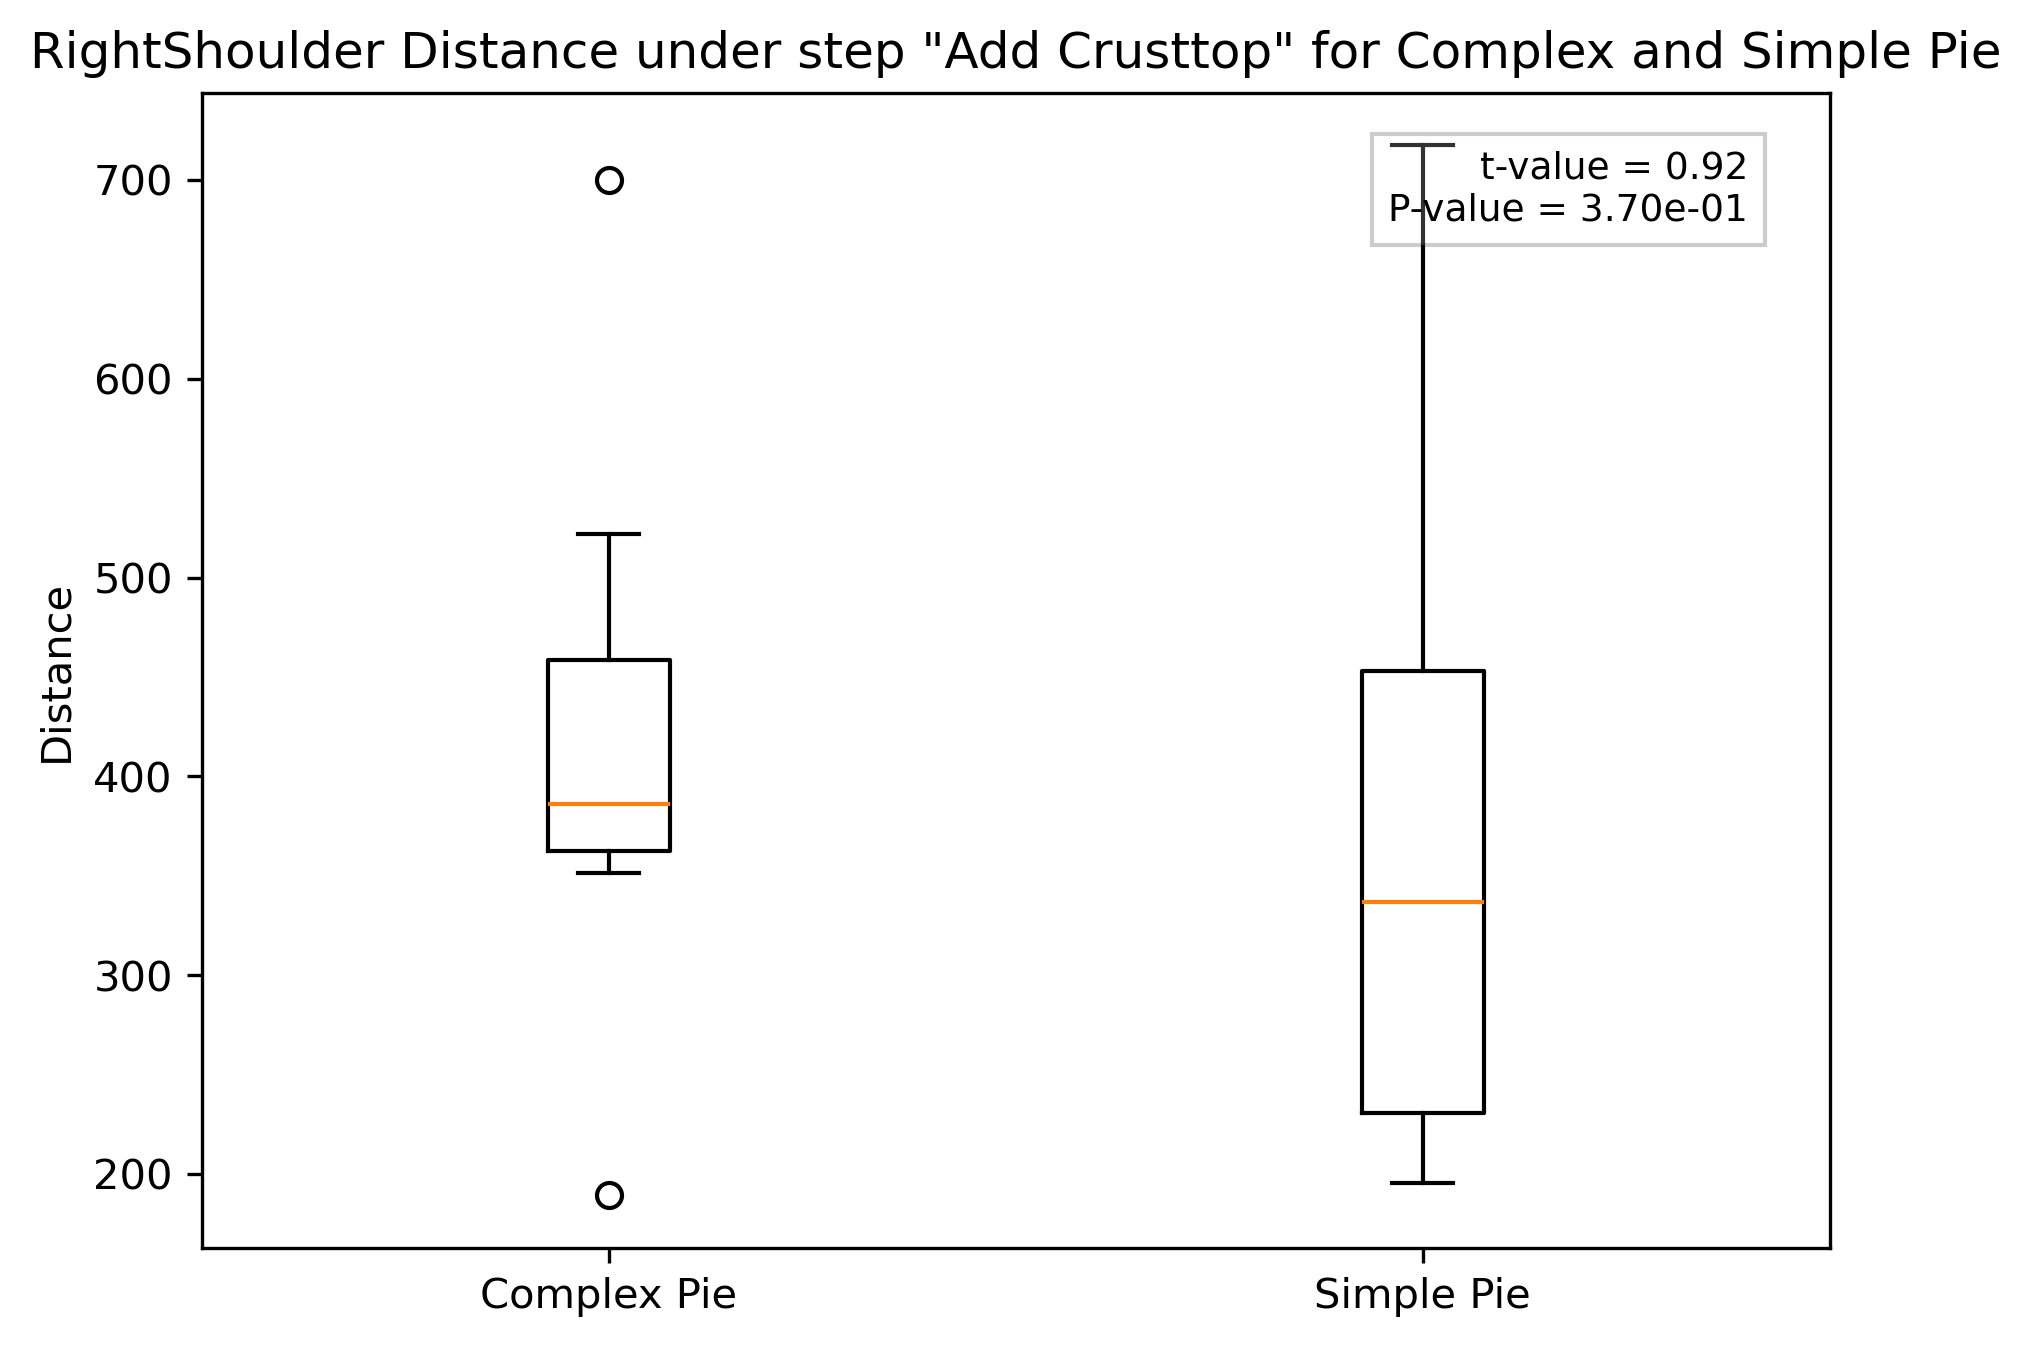 RightShoulder Distance under step "Add Crusttop" for Complex and Simple Pie
t-value = 0.92
P-value = 3.70e-01
700
600
500
400
300
200
Distance
Complex Pie
Simple Pie